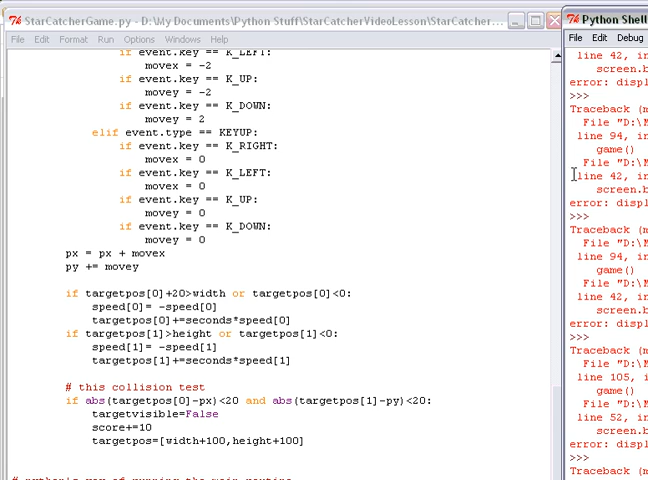 StarCatcherGame.py - D:\My Documents\Python Stuff\StarCatcherVideoLesson\StarCatcher...
File Edit Format Run Options Windows Help
if event.key == K_LEFT:
movex = -2
if event.key == K_UP:
movey = -2
if event.key == K_DOWN:
movey = 2
elif event.type == KEYUP:
if event.key == K_RIGHT:
movex = 0
if event.key == K_LEFT:
movex = 0
if event.key == K_UP:
movey = 0
if event.key == K_DOWN:
movey = 0
px = px + movex
py += movey
if targetpos[0]+20>width or targetpos[0]<0:
speed[0]= -speed[0]
targetpos[0]+=seconds*speed[0]
if targetpos[1]>height or targetpos[1]<0:
speed[1]= -speed[1]
targetpos[1]+=seconds*speed[1]
# this collision test
if abs(targetpos[0]-px)<20 and abs(targetpos[1]-py)<20:
targetvisible=False
score+=10
targetpos=[width+100,height+100]
# python's way of running the main routine
Python Shell
File Edit Debug
line 42, in
screen.b
error: displ
>>>
Traceback (m
File "D:\M
line 94, in
game()
File "D:\M
line 42, in
screen.b
error: displ
>>>
Traceback (m
File "D:\M
line 94, in
game()
File "D:\M
line 42, in
screen.b
error: displ
>>>
Traceback (m
File "D:\M
line 105, in
game()
File "D:\M
line 52, in
screen.b
error: displ
>>>
Traceback (m